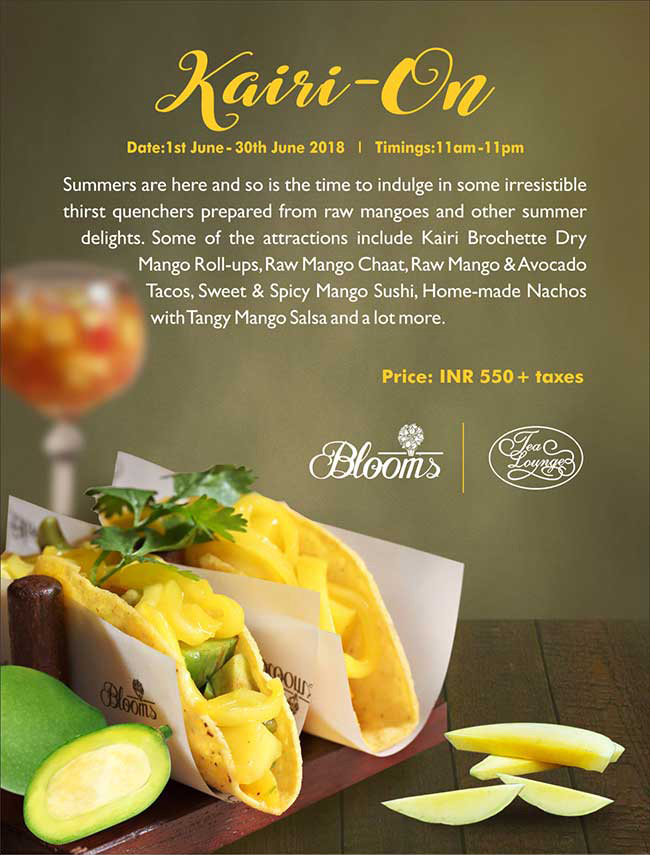 Kairi-On
Date:1st June - 30th June 2018 | Timings:11am-11pm
Summers are here and so is the time to indulge in some irresistible
thirst quenchers prepared from raw mangoes and other summer
delights. Some of the attractions include Kairi Brochette Dry
Mango Roll-ups, Raw Mango Chaat, Raw Mango & Avocado
Tacos, Sweet & Spicy Mango Sushi, Home-made Nachos
with Tangy Mango Salsa and a lot more.
Price: INR 550+ taxes
Blooms
Tea
Lounge
Blooms